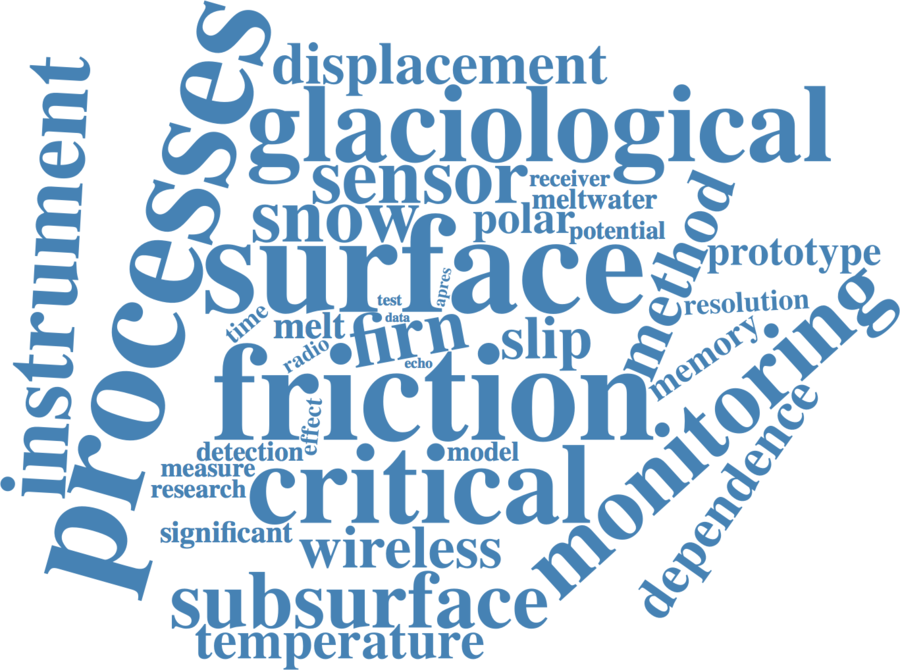 processes
instrument
displacement
glaciological
sensor
receiver
meltwater
snow
polar
potential
method
surface
prototype
apres
test
resolution
time
data
melt
firn
slip
radio
echo
memory
monitoring
friction
effect
dependence
detection
model
measure
critical
research
significant
wireless
subsurface
temperature